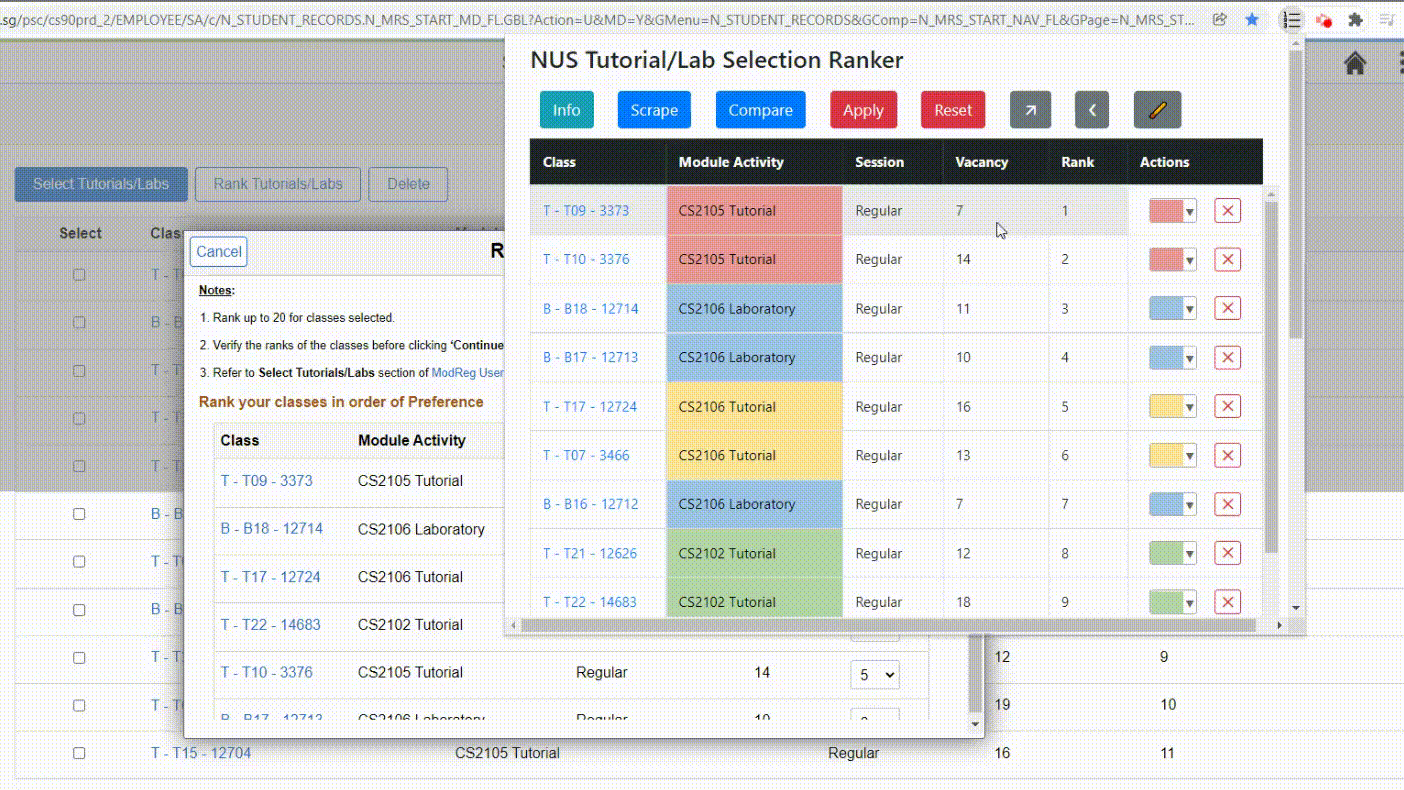 .sg/psc/cs90prd_2/EMPLOYEE/SA/c/N_STUDENT_RECORDS.N_MRS_START_MD_FL.GBL?Action=U&MD=Y&GMenu=N_STUDENT_RECORDS&GComp=N_MRS_START_NAV_FL&GPage=N_MRS_ST...
NUS Tutorial/Lab Selection Ranker
Info Scrape Compare Apply Reset
Class Module Activity Session Vacancy Rank Actions
T - T09 - 3373 CS2105 Tutorial Regular 7 1
T - T10 - 3376 CS2105 Tutorial Regular 14 2
B - B18 - 12714 CS2106 Laboratory Regular 11 3
B - B17 - 12713 CS2106 Laboratory Regular 10 4
T - T17 - 12724 CS2106 Tutorial Regular 16 5
T - T07 - 3466 CS2106 Tutorial Regular 13 6
B - B16 - 12712 CS2106 Laboratory Regular 7 7
T - T21 - 12626 CS2102 Tutorial Regular 12 8
T - T22 - 14683 CS2102 Tutorial Regular 18 9
Select Tutorials/Labs Rank Tutorials/Labs Delete
Select Clas
T - T
B - B
T - T
T - T
T - T
B - B
T - T
B - B
T - T 12 9
T - T 19 10
T - T15 - 12704 CS2105 Tutorial Regular 16 11
Cancel R
Notes:
1. Rank up to 20 for classes selected.
2. Verify the ranks of the classes before clicking ‘Continue
3. Refer to Select Tutorials/Labs section of ModReg User
Rank your classes in order of Preference
Class Module Activity
T - T09 - 3373 CS2105 Tutorial
B - B18 - 12714 CS2106 Laboratory
T - T17 - 12724 CS2106 Tutorial
T - T22 - 14683 CS2102 Tutorial
T - T10 - 3376 CS2105 Tutorial Regular 14 5
B - B17 - 12713 CS2106 Laboratory Regular 10